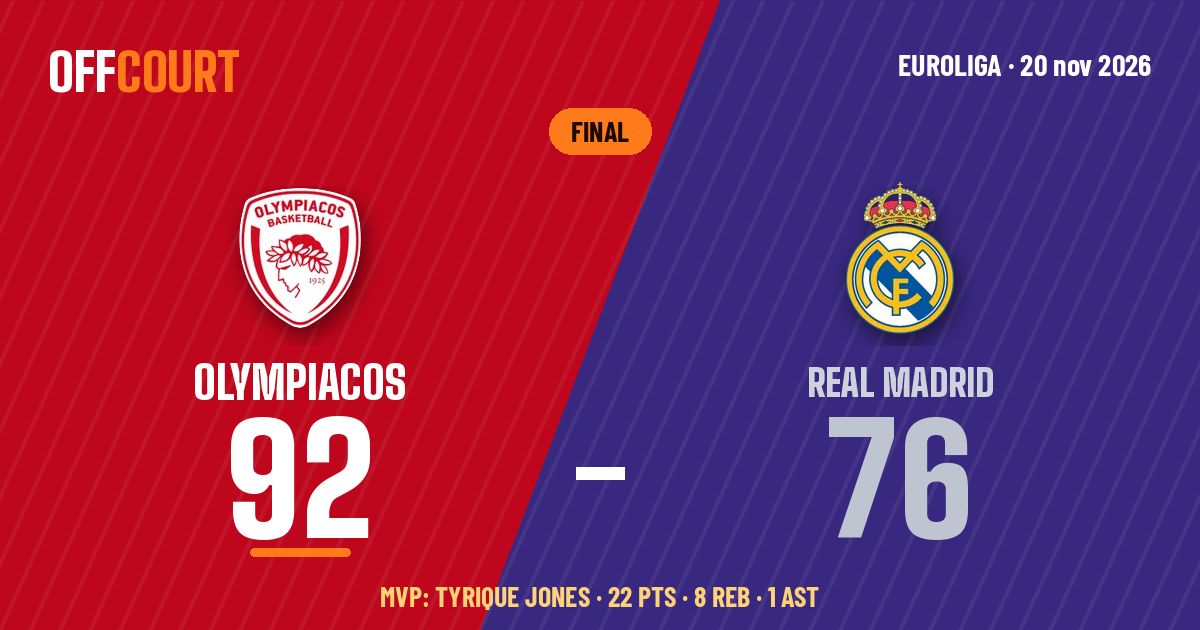 OFFCOURT
EUROLIGA · 20 nov 2026
FINAL
OLYMPIACOS
BASKETBALL
1925
OLYMPIACOS
REAL MADRID
92 – 76
MVP: TYRIQUE JONES · 22 PTS · 8 REB · 1 AST